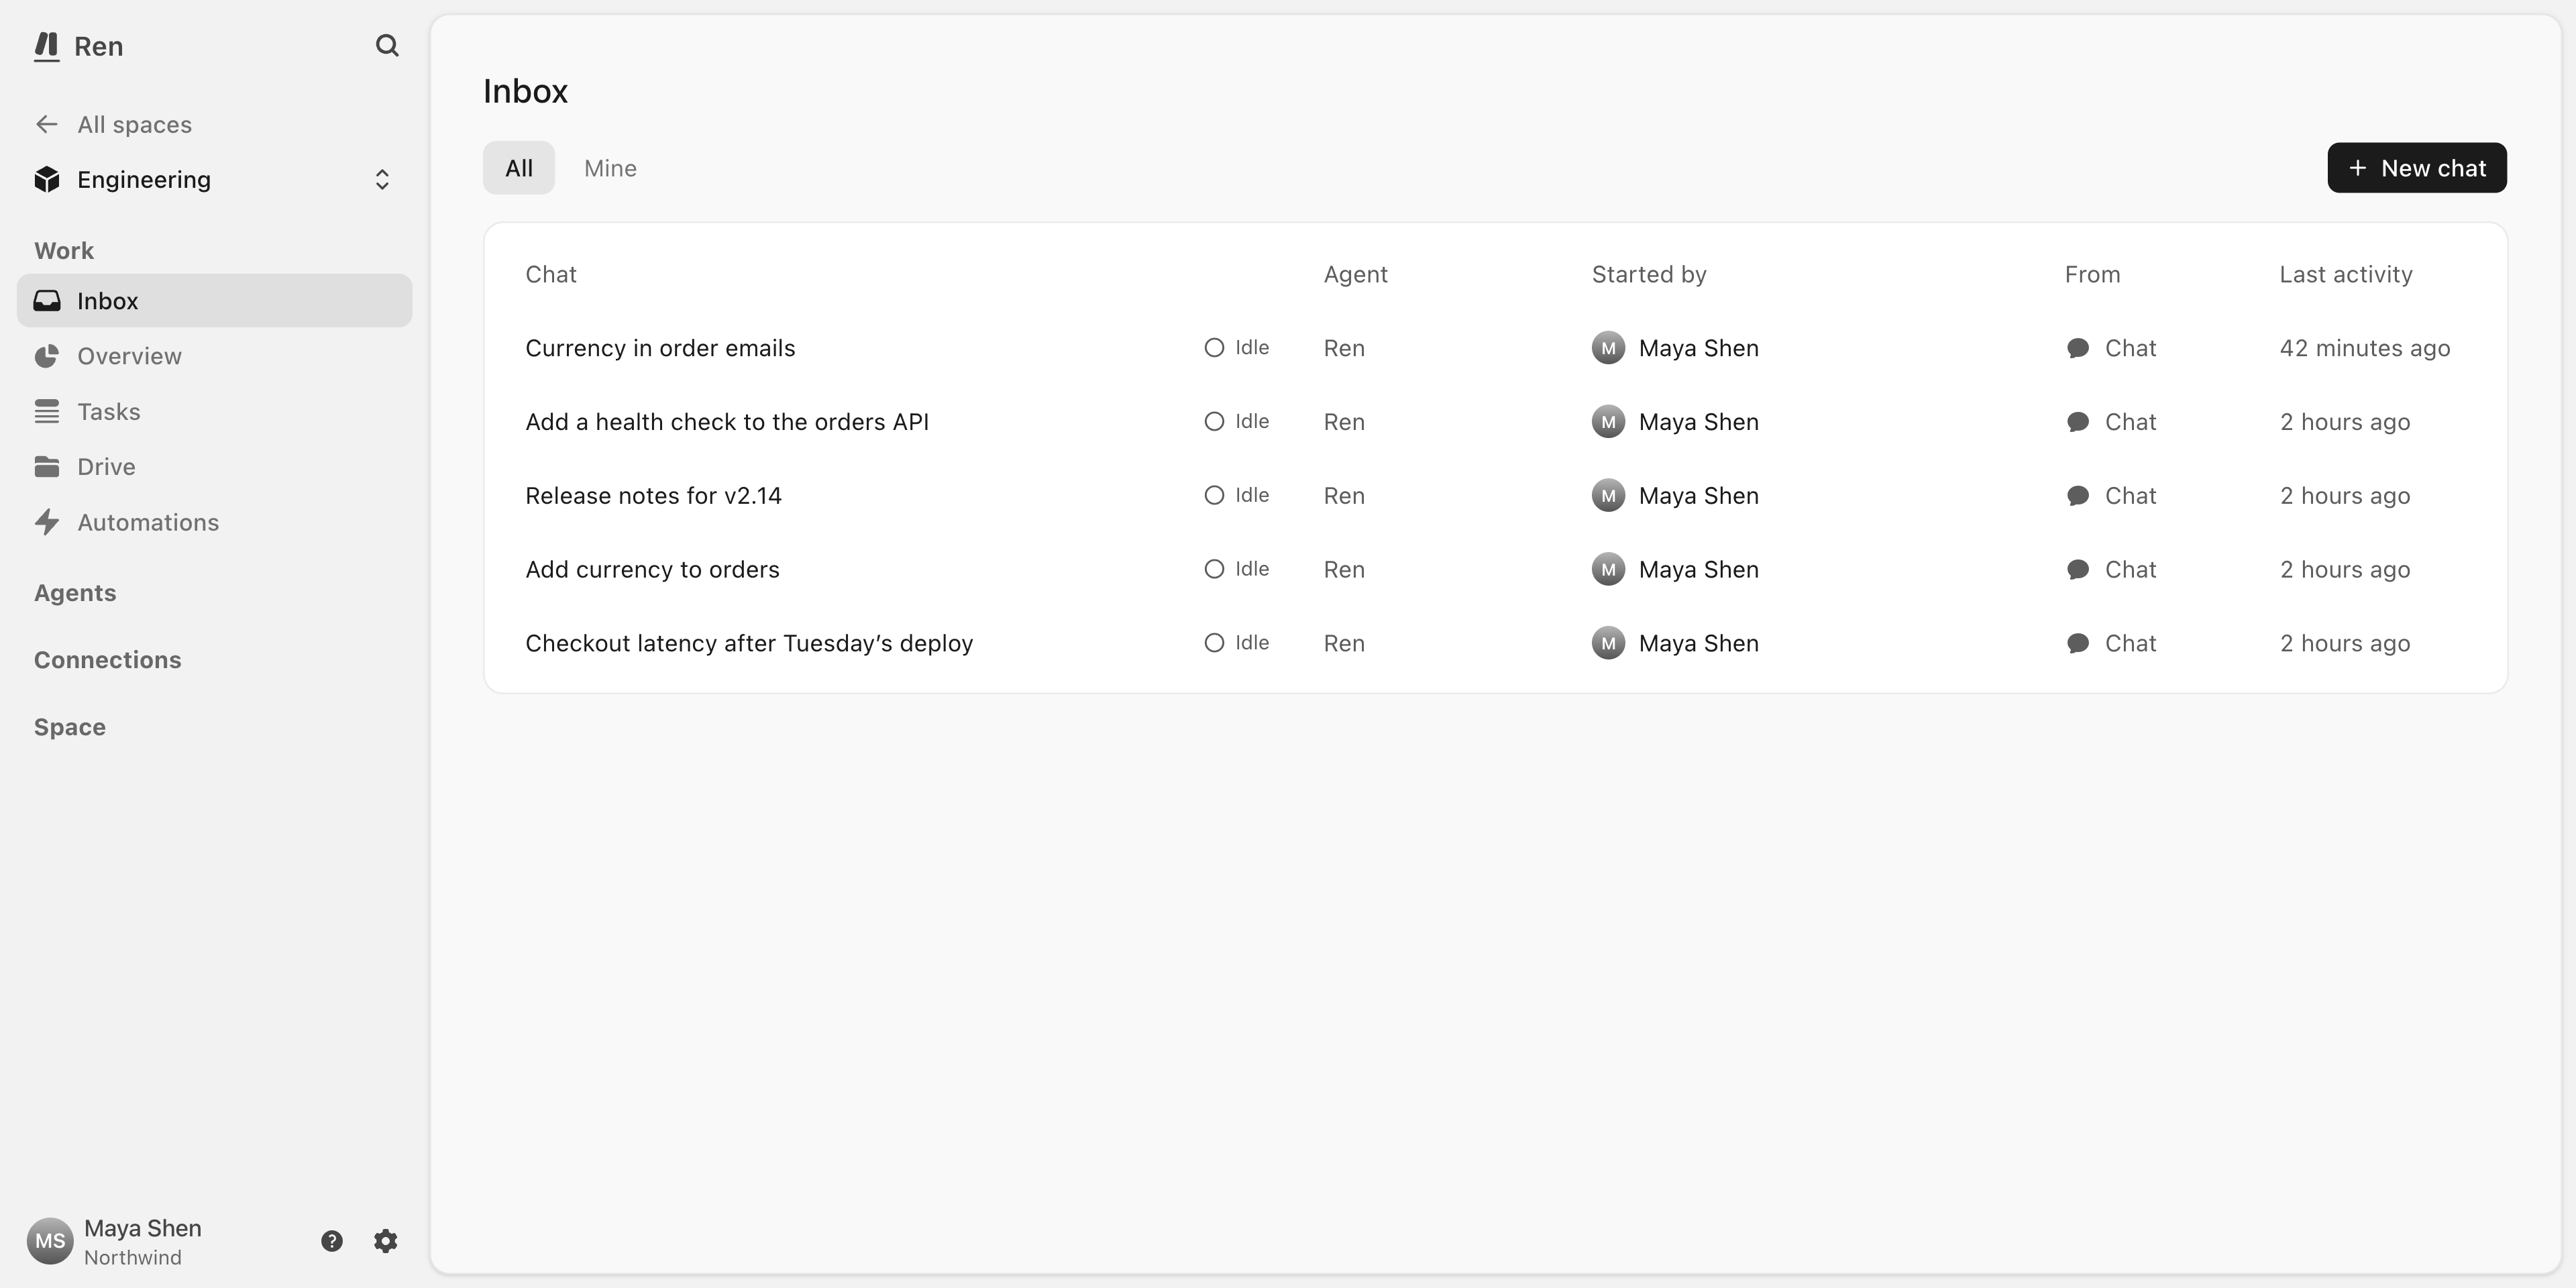 Ren
All spaces
Engineering
Work
Inbox
Overview
Tasks
Drive
Automations
Agents
Connections
Space
MS
Maya Shen
Northwind
?
Inbox
All Mine
+ New chat
Chat Agent Started by From Last activity
Currency in order emails Idle Ren M Maya Shen Chat 42 minutes ago
Add a health check to the orders API Idle Ren M Maya Shen Chat 2 hours ago
Release notes for v2.14 Idle Ren M Maya Shen Chat 2 hours ago
Add currency to orders Idle Ren M Maya Shen Chat 2 hours ago
Checkout latency after Tuesday’s deploy Idle Ren M Maya Shen Chat 2 hours ago